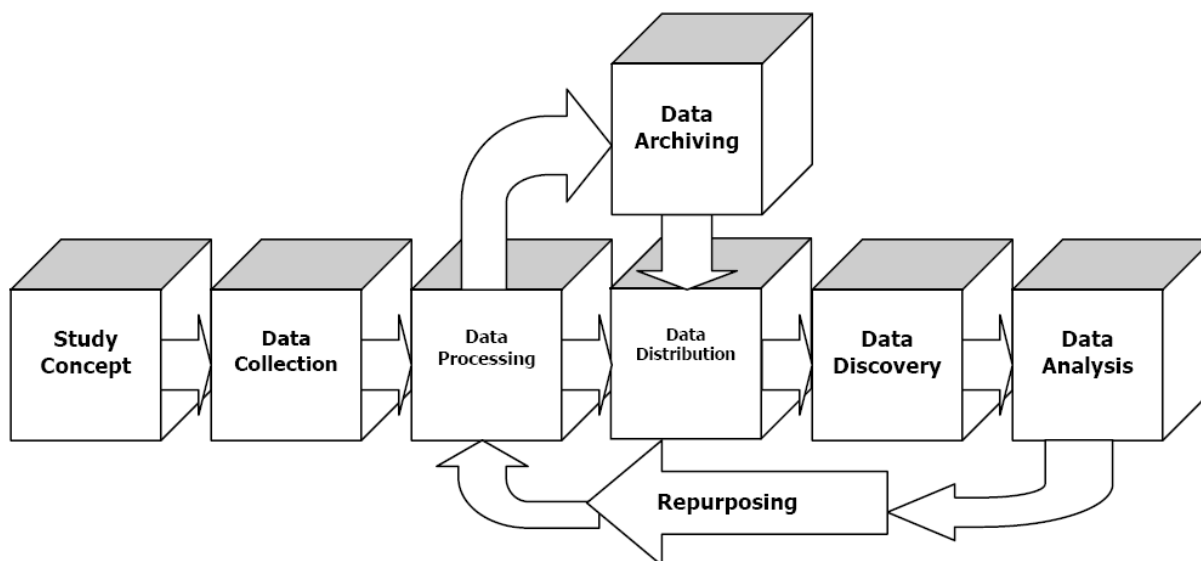 Data
Archiving
Study
Concept
Data
Collection
Data
Processing
Data
Distribution
Data
Discovery
Data
Analysis
Repurposing